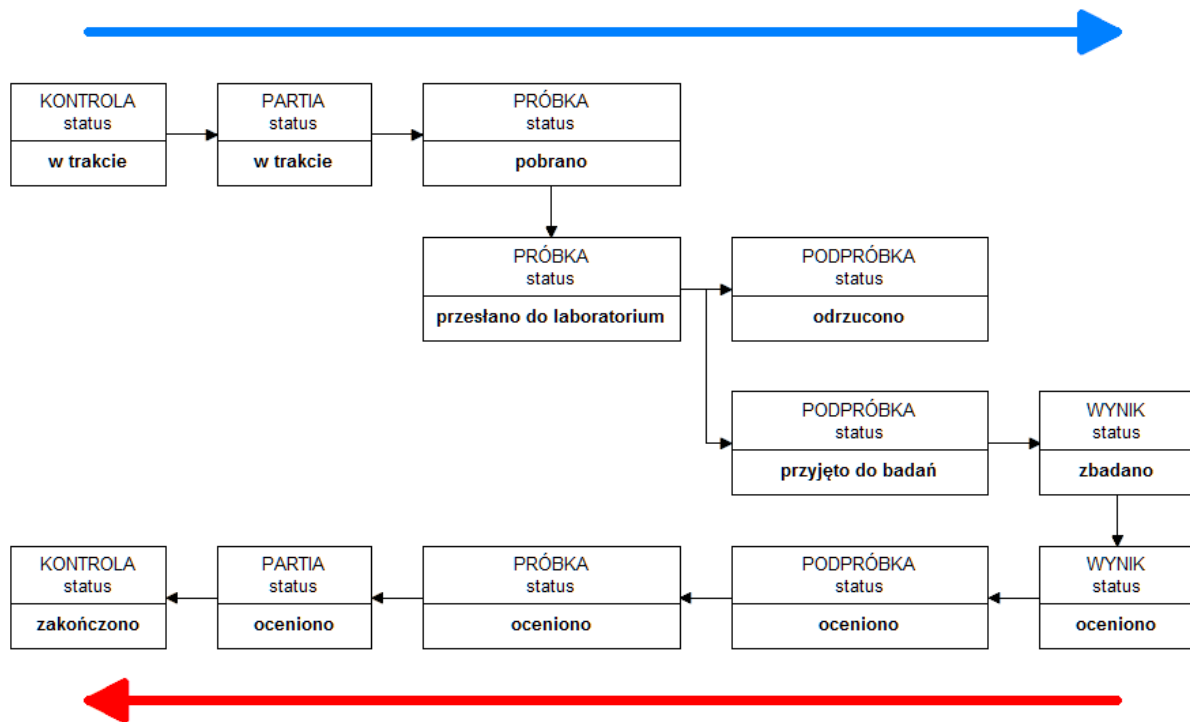 KONTROLA
status
w trakcie
PARTIA
status
w trakcie
PRÓBKA
status
pobrano
PRÓBKA
status
przesłano do laboratorium
PODPRÓBKA
status
odrzucono
PODPRÓBKA
status
przyjęto do badań
WYNIK
status
zbadano
KONTROLA
status
zakończono
PARTIA
status
oceniono
PRÓBKA
status
oceniono
PODPRÓBKA
status
oceniono
WYNIK
status
oceniono